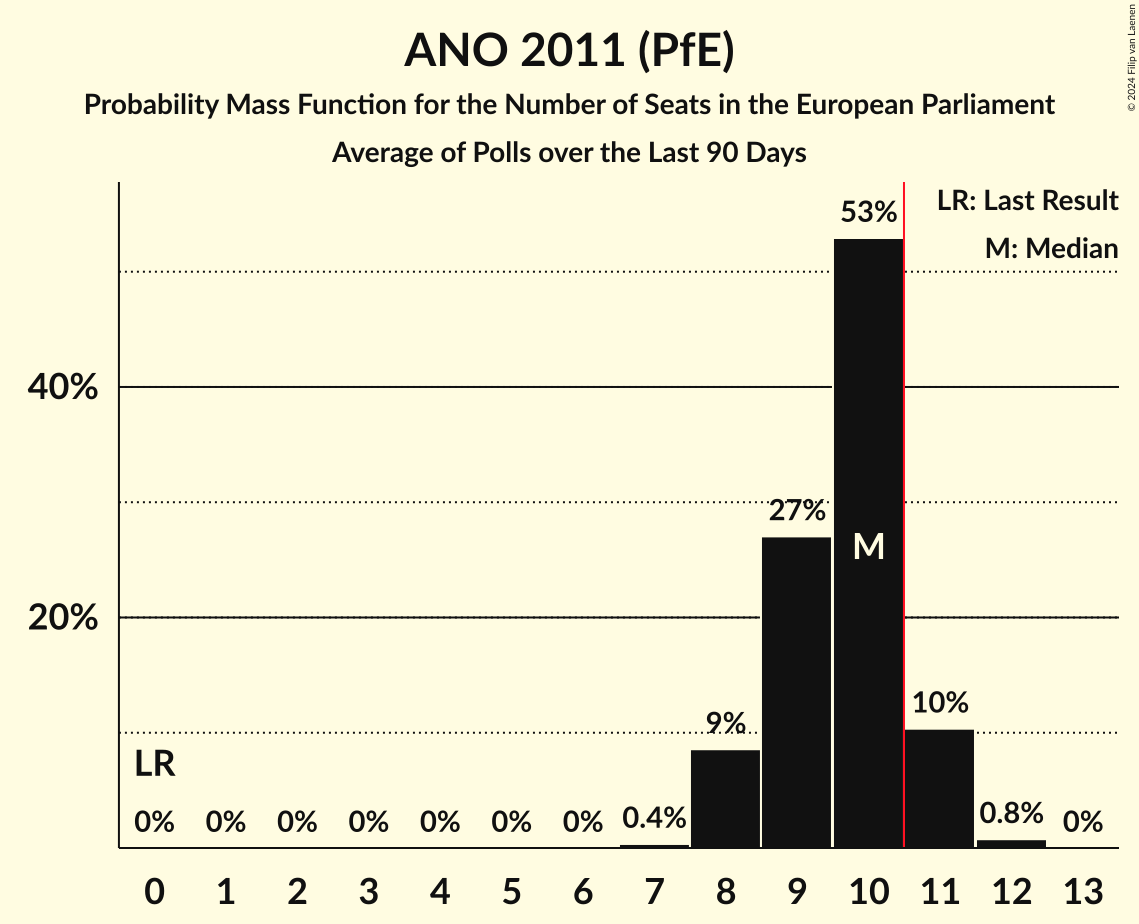 ANO 2011 (PfE)
Probability Mass Function for the Number of Seats in the European Parliament
Average of Polls over the Last 90 Days
© 2024 Filip van Laenen
LR: Last Result
M: Median
53%
40%
27%
M
20%
10%
9%
LR
0% 0% 0% 0% 0% 0% 0% 0.4% 0.8% 0%
0 1 2 3 4 5 6 7 8 9 10 11 12 13